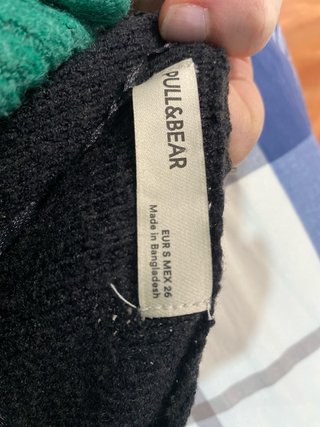 PULL&BEAR
EUR S MEX 26
Made in Bangladesh